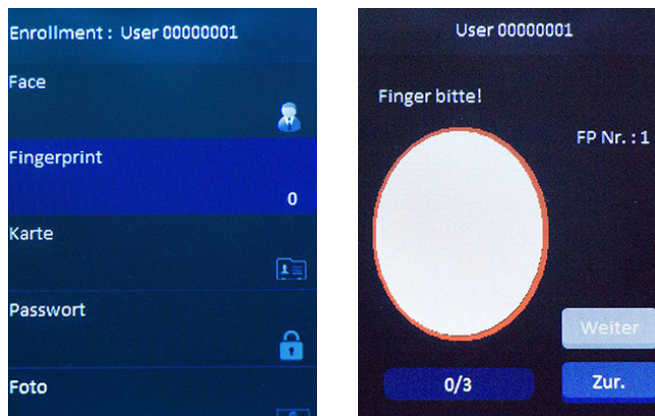 Enrollment : User 00000001
Face
Fingerprint
0
Karte
Passwort
Foto
User 00000001
Finger bitte!
FP Nr. : 1
Weiter
0/3
Zur.